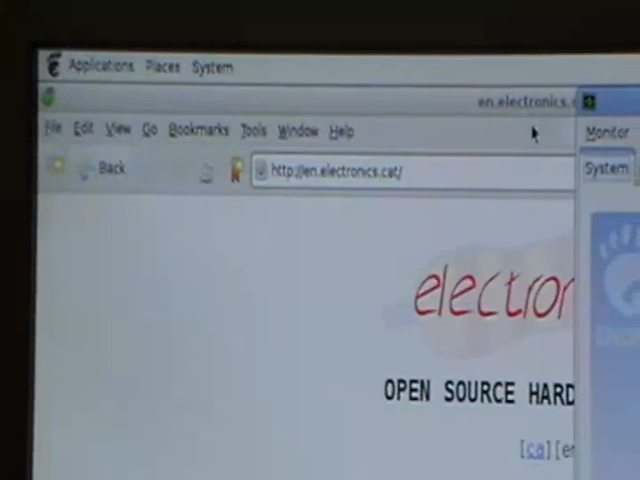 Applications Places System
en.electronics.c
File Edit View Go Bookmarks Tools Window Help
Monitor
Back
http://en.electronics.cat/
System
electron
OPEN SOURCE HARD
[ca][en